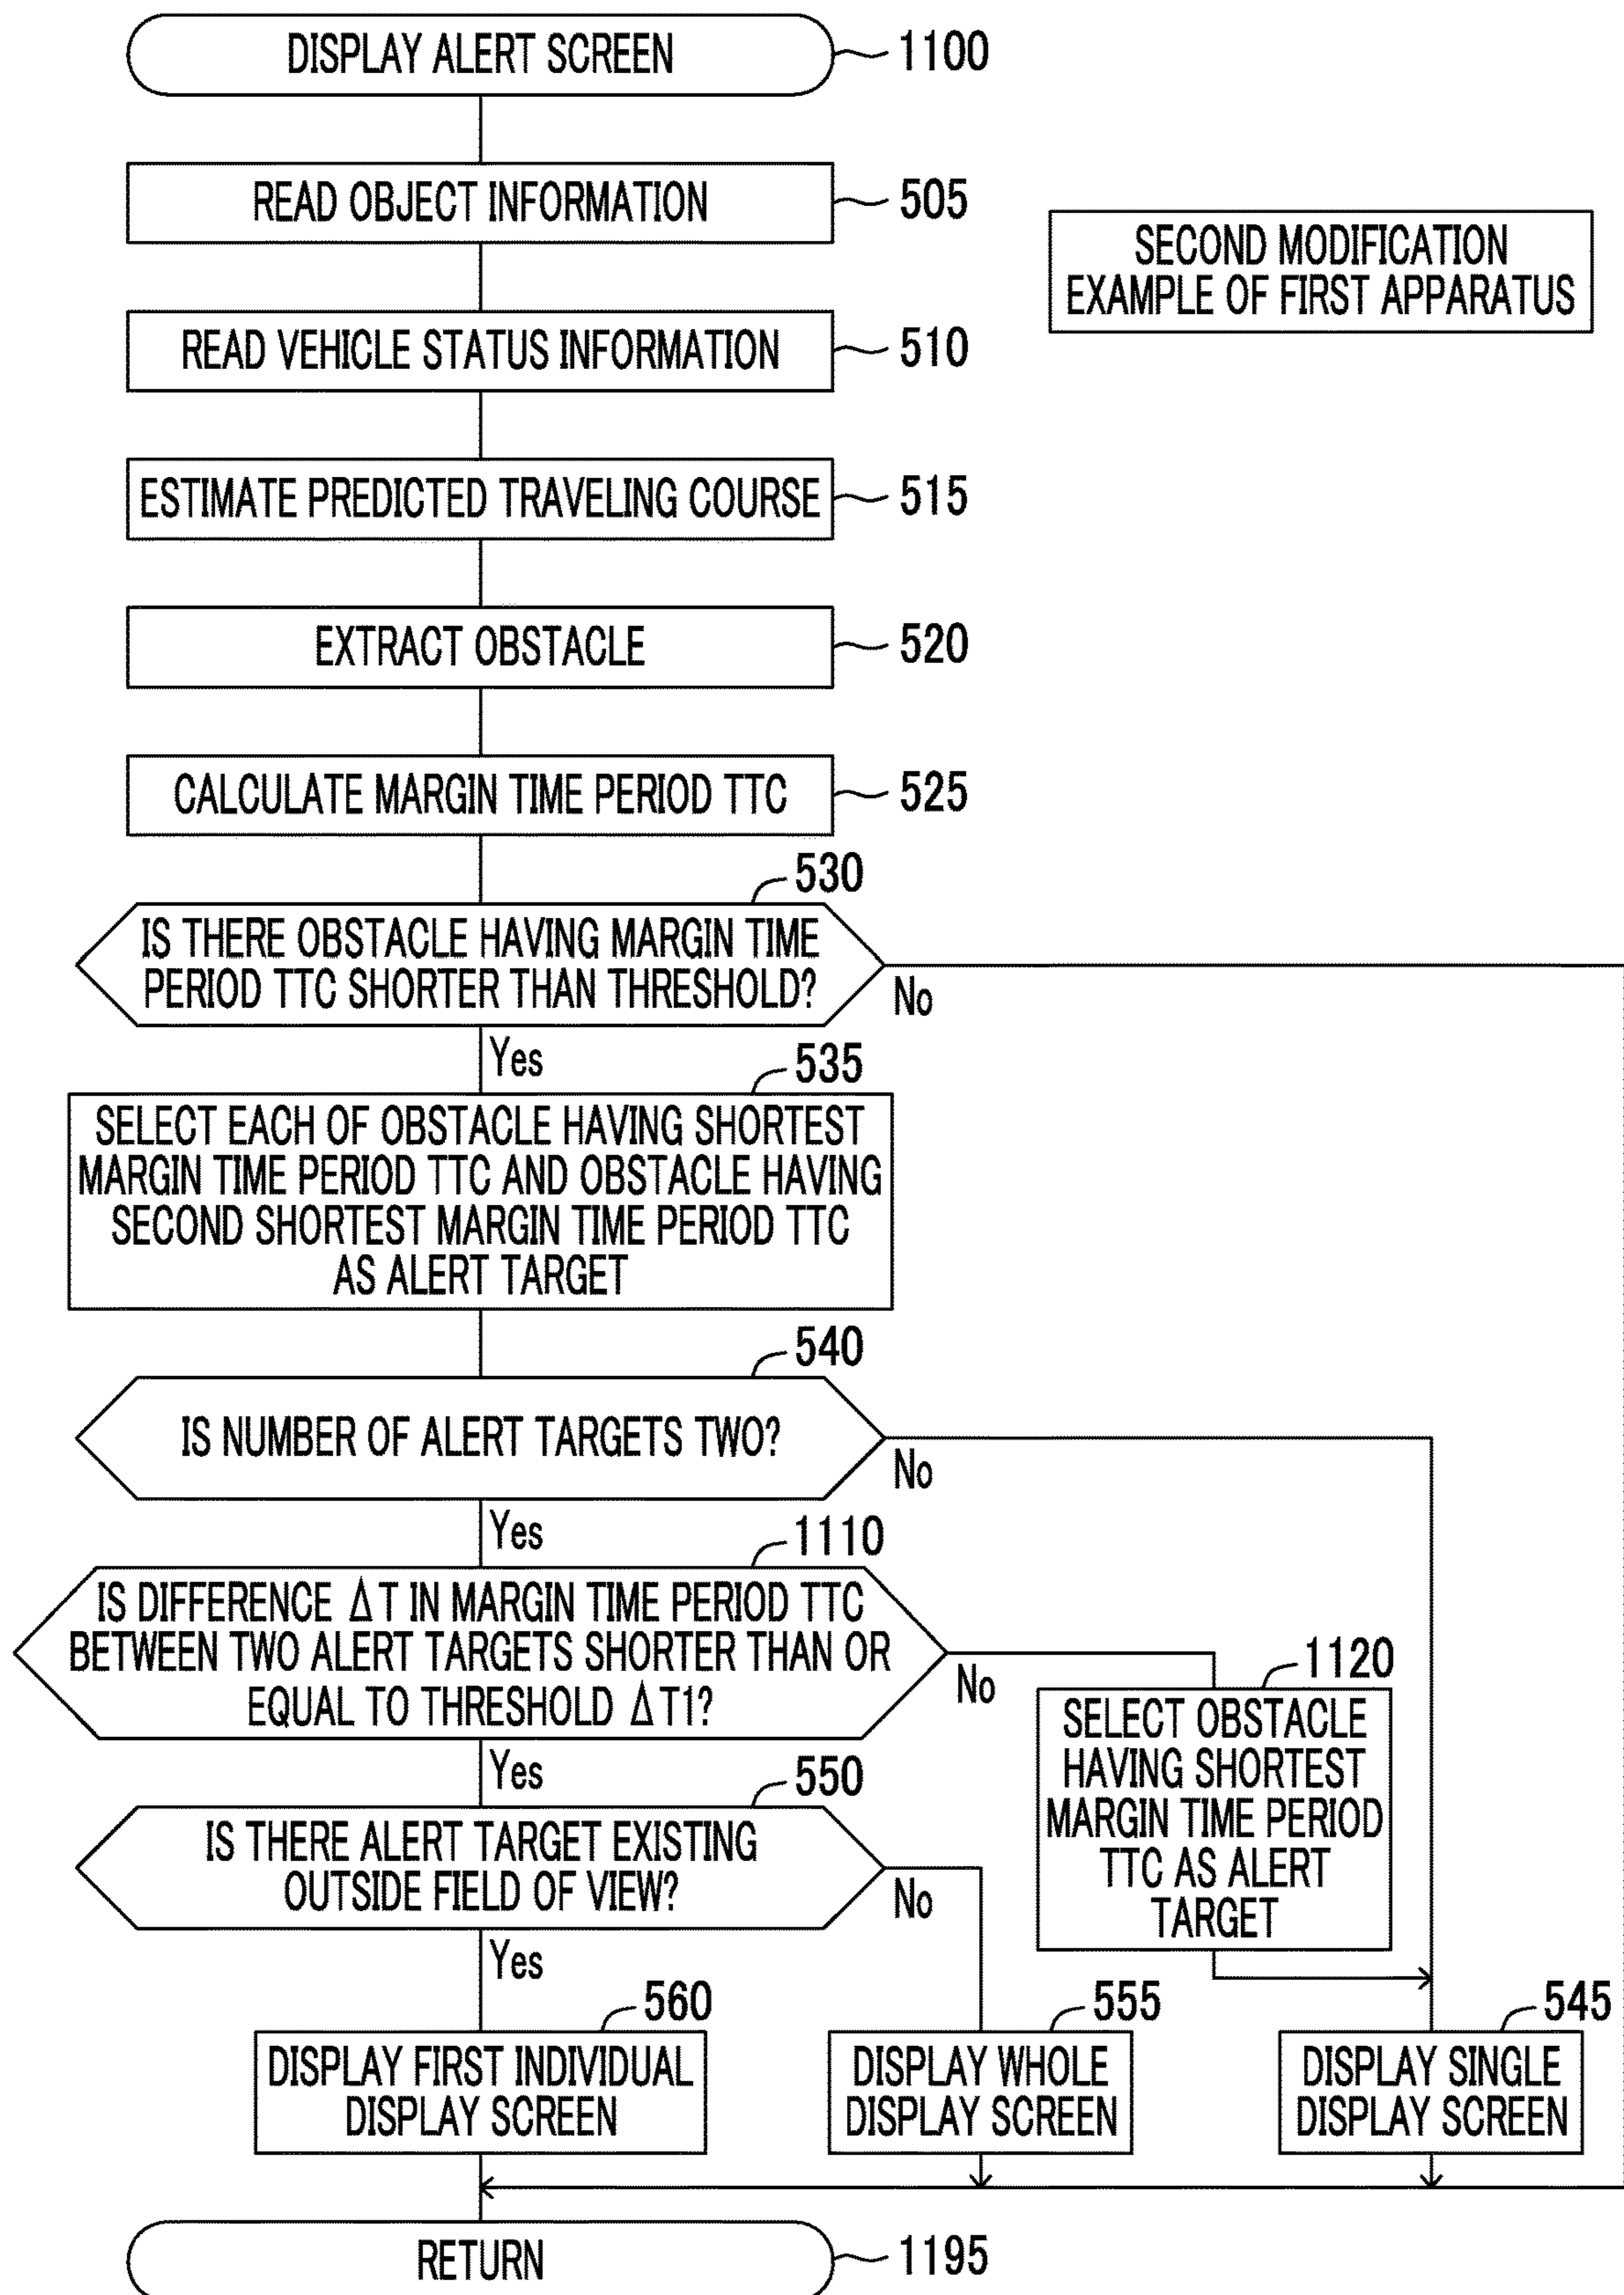 DISPLAY ALERT SCREEN
1100
READ OBJECT INFORMATION
505
SECOND MODIFICATION
EXAMPLE OF FIRST APPARATUS
READ VEHICLE STATUS INFORMATION
510
ESTIMATE PREDICTED TRAVELING COURSE
515
EXTRACT OBSTACLE
520
CALCULATE MARGIN TIME PERIOD TTC
525
530
IS THERE OBSTACLE HAVING MARGIN TIME
PERIOD TTC SHORTER THAN THRESHOLD?
No
Yes
535
SELECT EACH OF OBSTACLE HAVING SHORTEST
MARGIN TIME PERIOD TTC AND OBSTACLE HAVING
SECOND SHORTEST MARGIN TIME PERIOD TTC
AS ALERT TARGET
540
IS NUMBER OF ALERT TARGETS TWO?
No
Yes
1110
IS DIFFERENCE ΔT IN MARGIN TIME PERIOD TTC
BETWEEN TWO ALERT TARGETS SHORTER THAN OR
EQUAL TO THRESHOLD ΔT1?
No
Yes
1120
SELECT OBSTACLE
HAVING SHORTEST
MARGIN TIME PERIOD
TTC AS ALERT
TARGET
550
IS THERE ALERT TARGET EXISTING
OUTSIDE FIELD OF VIEW?
No
Yes
560
DISPLAY FIRST INDIVIDUAL
DISPLAY SCREEN
555
DISPLAY WHOLE
DISPLAY SCREEN
545
DISPLAY SINGLE
DISPLAY SCREEN
RETURN
1195